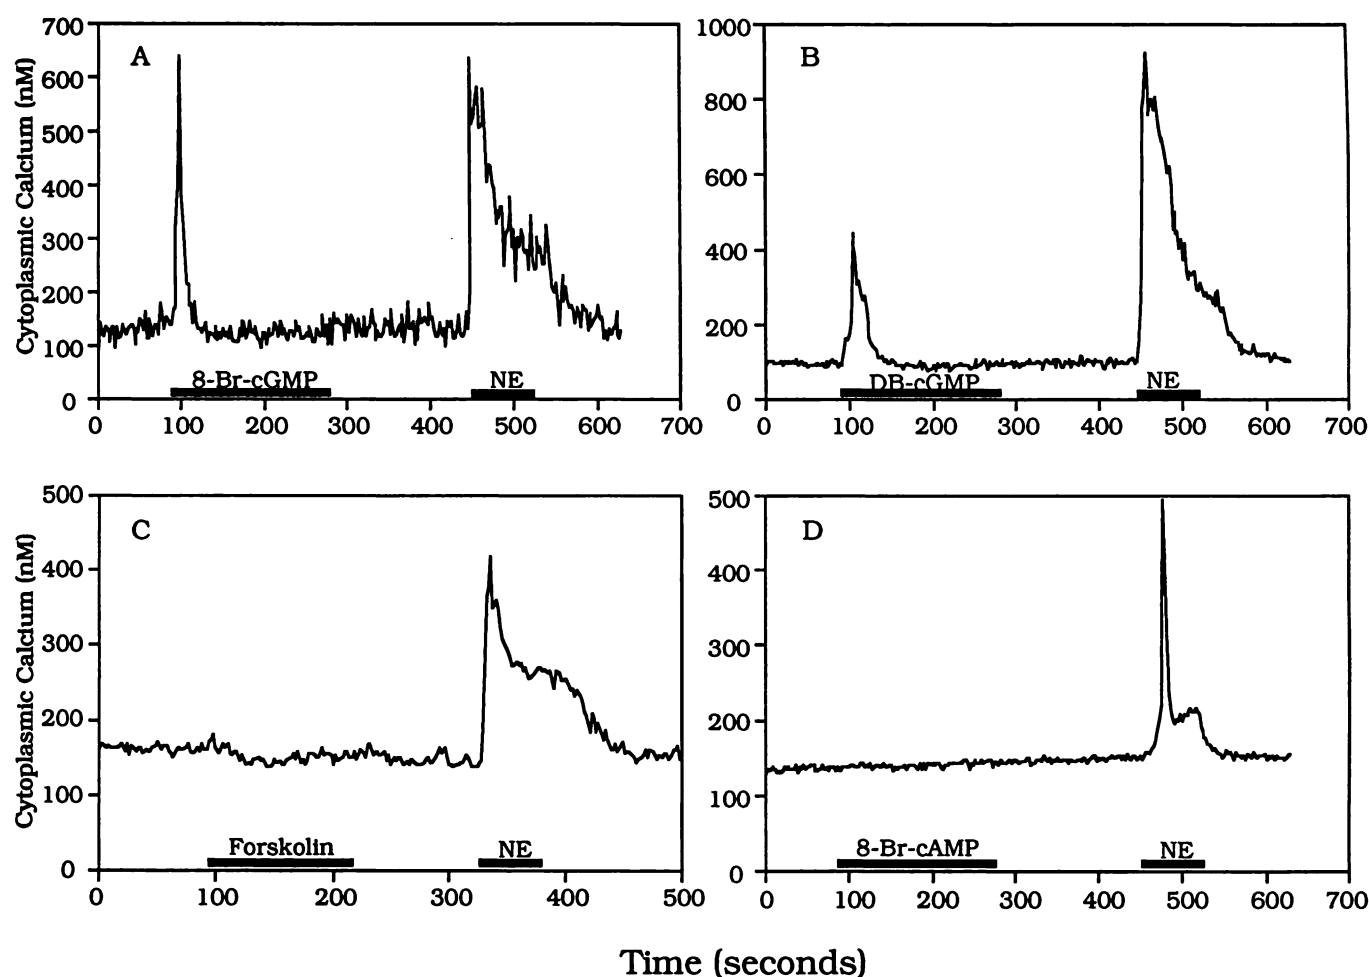 700
600
500
400
300
200
100
0
Cytoplasmic Calcium (nM)
A
8-Br-cGMP
NE
0 100 200 300 400 500 600 700
1000
800
600
400
200
0
B
DB-cGMP
NE
0 100 200 300 400 500 600 700
500
400
300
200
100
0
Cytoplasmic Calcium (nM)
C
Forskolin
NE
0 100 200 300 400 500
500
400
300
200
100
0
D
8-Br-cAMP
NE
0 100 200 300 400 500 600 700
Time (seconds)